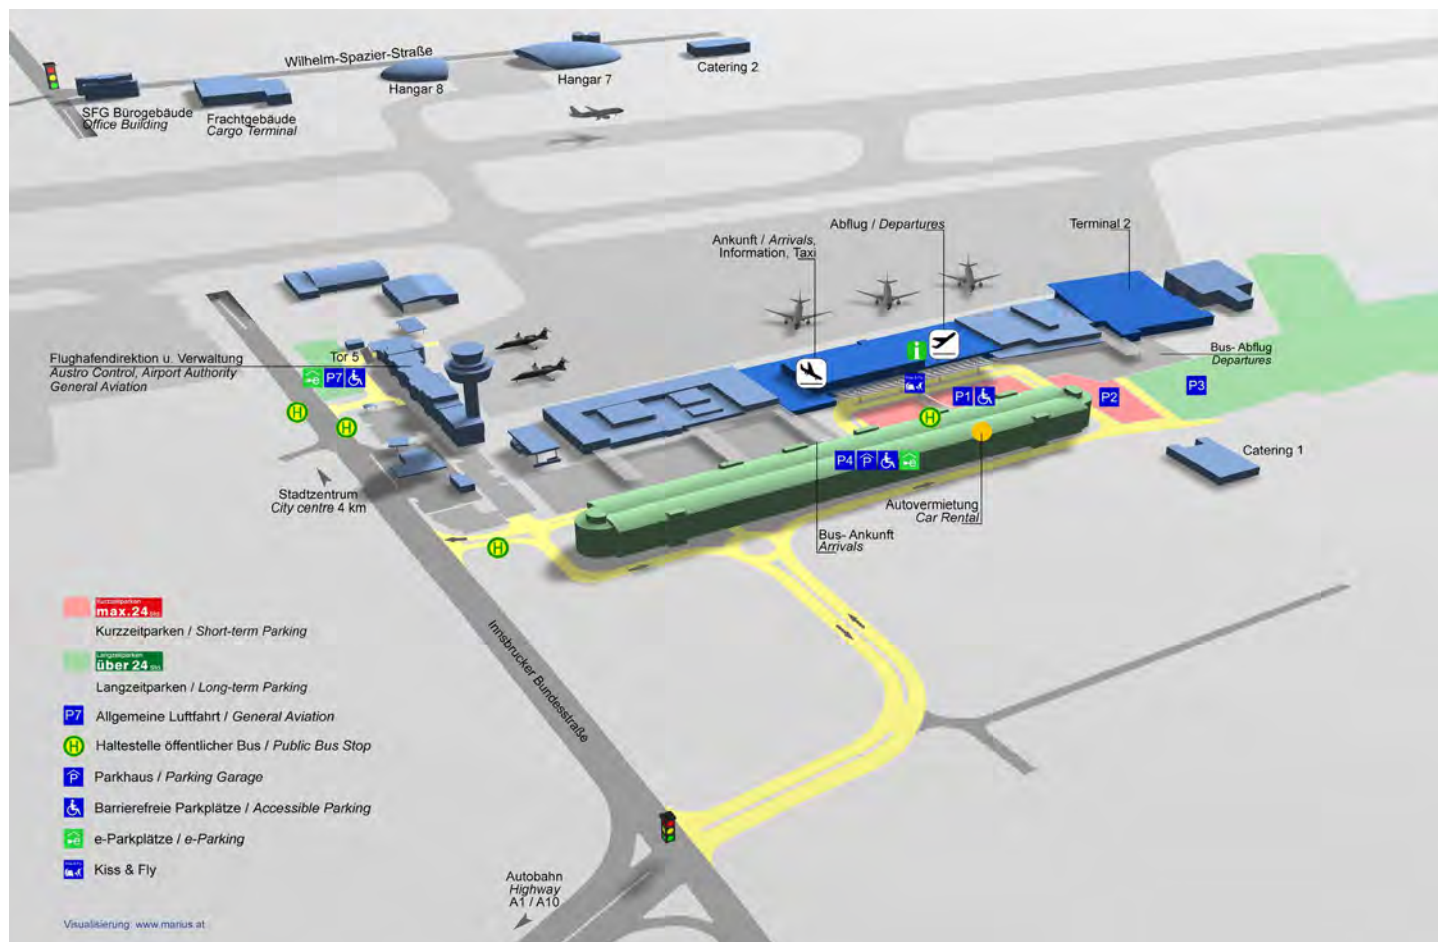 Wilhelm-Spazier-Straße
Catering 2
Hangar 7
Hangar 8
SFG Bürogebäude
Office Building
Frachtgebäude
Cargo Terminal
Abflug / Departures
Terminal 2
Ankunft / Arrivals,
Information, Taxi
Flughafendirektion u. Verwaltung
Austro Control, Airport Authority
General Aviation
Tor 5
e P7
H
H
i
Bus- Abflug
Departures
P1
P2
P3
H
P4 P e
Catering 1
Stadtzentrum
City centre 4 km
Autovermietung
Car Rental
Bus- Ankunft
Arrivals
H
Innsbrucker Bundesstraße
Kurzzeitparken
max.24 Std.
Kurzzeitparken / Short-term Parking
Langzeitparken
über 24 Std.
Langzeitparken / Long-term Parking
P7 Allgemeine Luftfahrt / General Aviation
H Haltestelle öffentlicher Bus / Public Bus Stop
P Parkhaus / Parking Garage
Barrierefreie Parkplätze / Accessible Parking
e e-Parkplätze / e-Parking
Kiss & Fly
Autobahn
Highway
A1 / A10
Visualisierung: www.marius.at